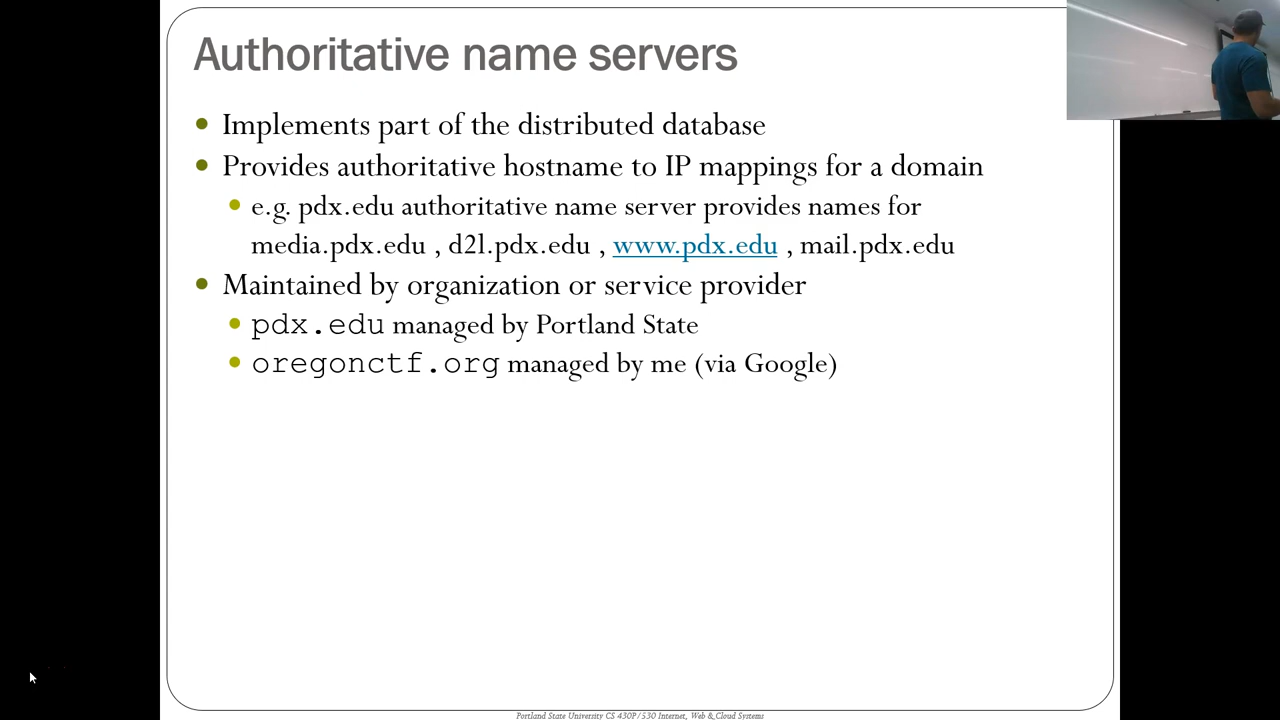 Authoritative name servers
Implements part of the distributed database
Provides authoritative hostname to IP mappings for a domain
e.g. pdx.edu authoritative name server provides names for
media.pdx.edu , d2l.pdx.edu , www.pdx.edu , mail.pdx.edu
Maintained by organization or service provider
pdx.edu managed by Portland State
oregonctf.org managed by me (via Google)
Portland State University CS 430P/530 Internet, Web & Cloud Systems